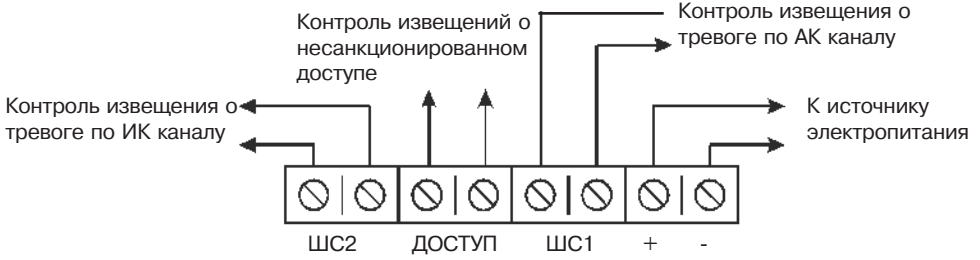 Контроль извещений о
несанкционированном
доступе
Контроль извещения о
тревоге по АК каналу
Контроль извещения о
тревоге по ИК каналу
К источнику
электропитания
ШС2 ДОСТУП ШС1 + -